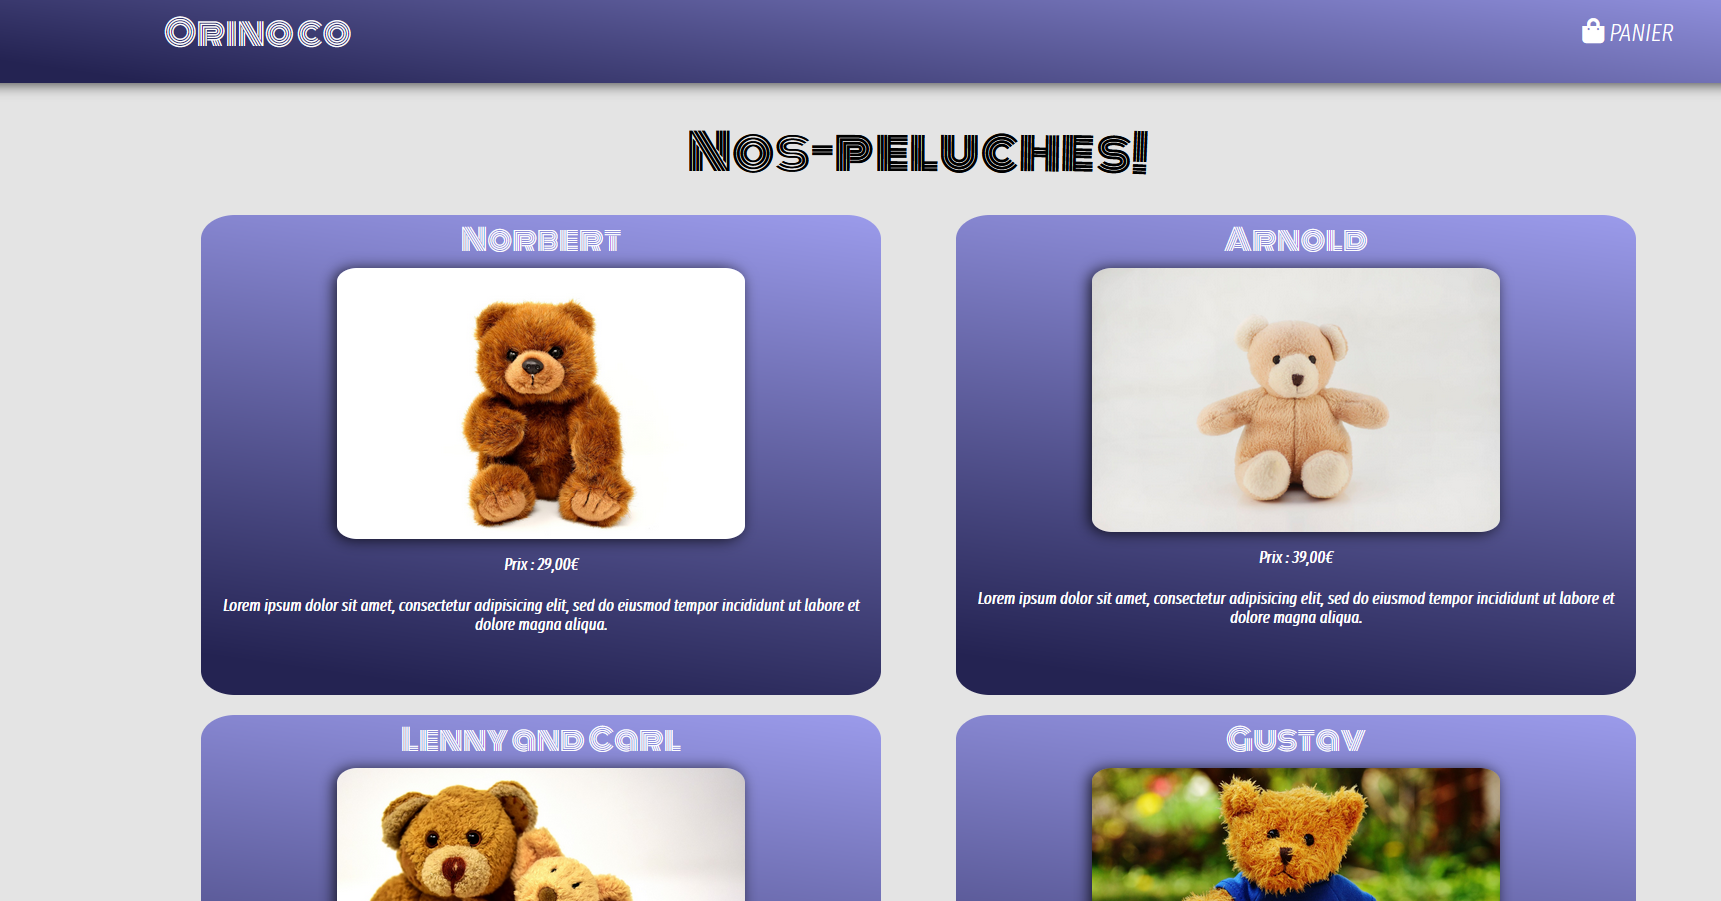 Orinoco
PANIER
Nos-peluches!
Norbert
Arnold
Prix : 29,00€
Prix : 39,00€
Lorem ipsum dolor sit amet, consectetur adipisicing elit, sed do eiusmod tempor incididunt ut labore et
dolore magna aliqua.
Lorem ipsum dolor sit amet, consectetur adipisicing elit, sed do eiusmod tempor incididunt ut labore et
dolore magna aliqua.
Lenny and Carl
Gustav